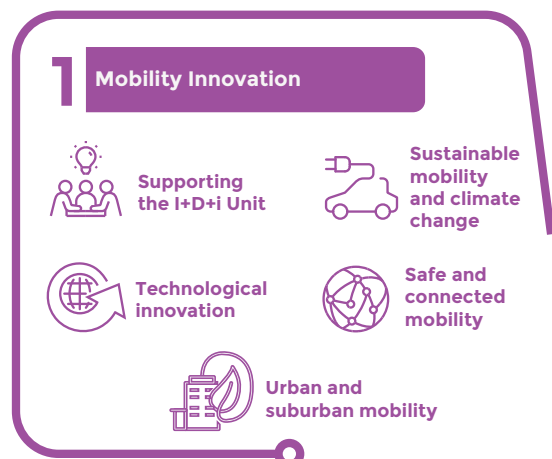 1
Mobility Innovation
Supporting
the I+D+i Unit
Sustainable
mobility
and climate
change
Technological
innovation
Safe and
connected
mobility
Urban and
suburban mobility